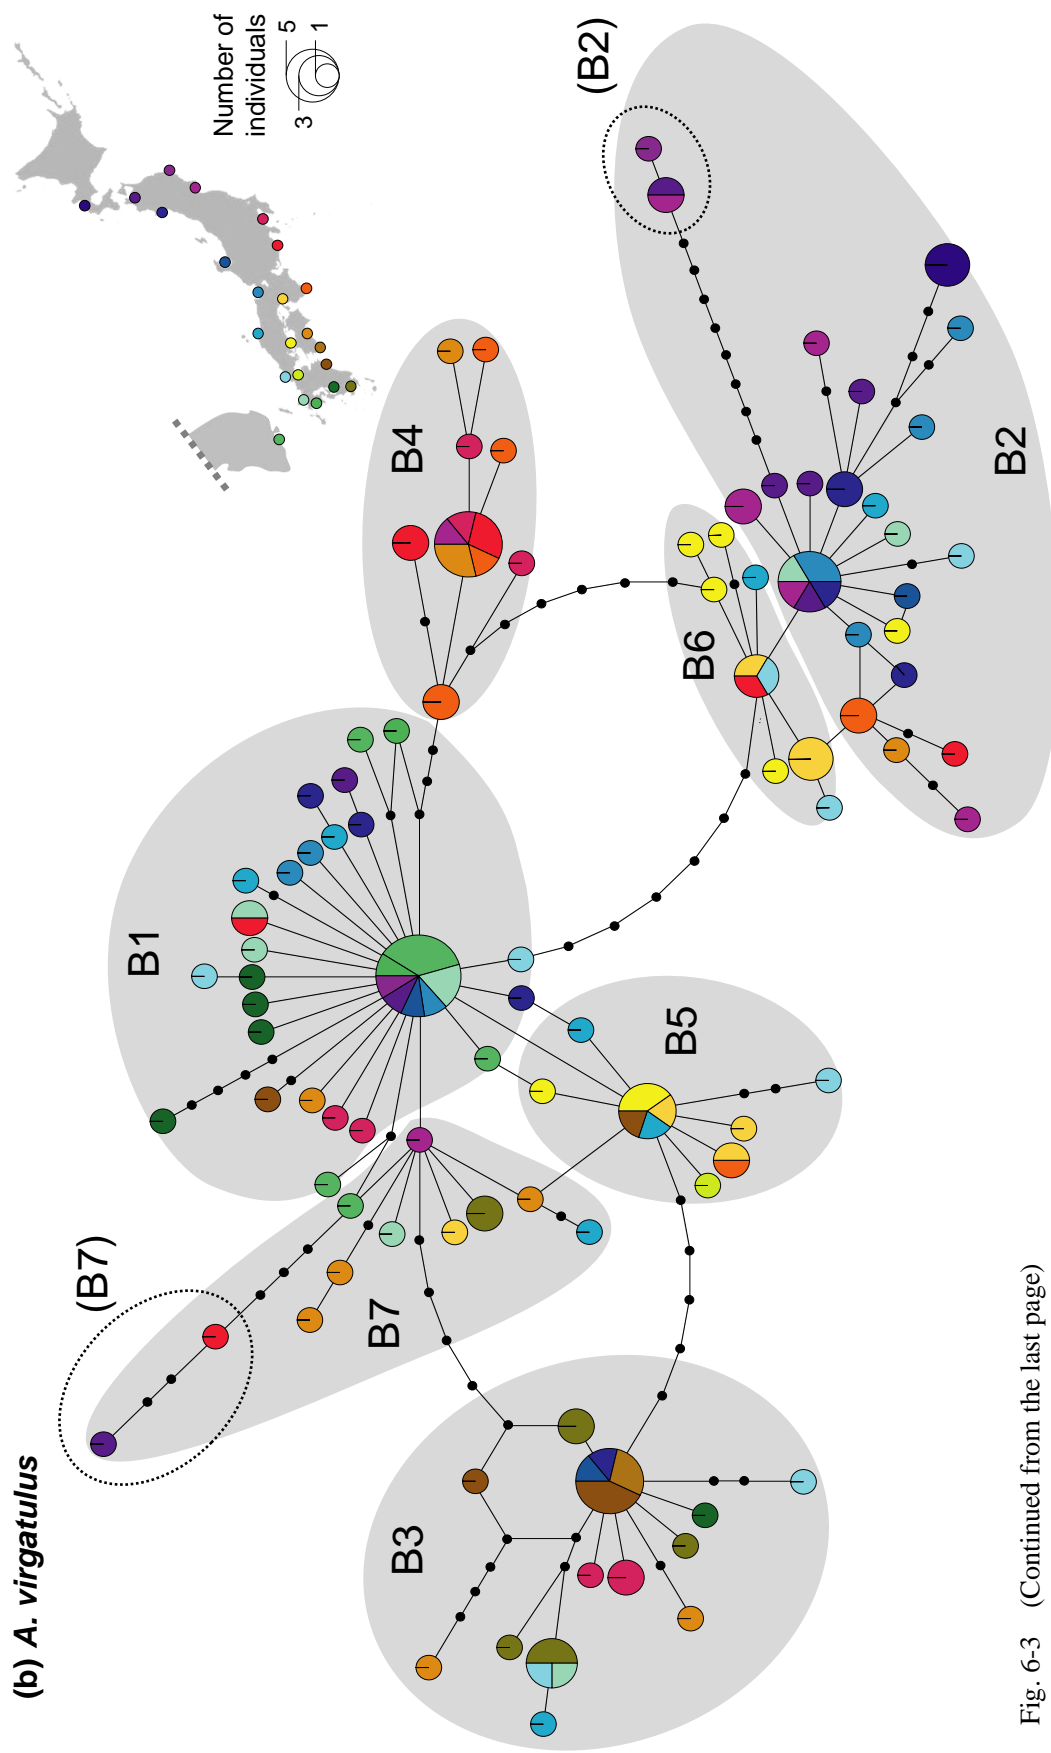 (b) A. virgatulus
Number of
individuals
3
5
1
(B7)
B1
B4
(B2)
B7
B6
B3
B5
B2
Fig. 6-3 (Continued from the last page)